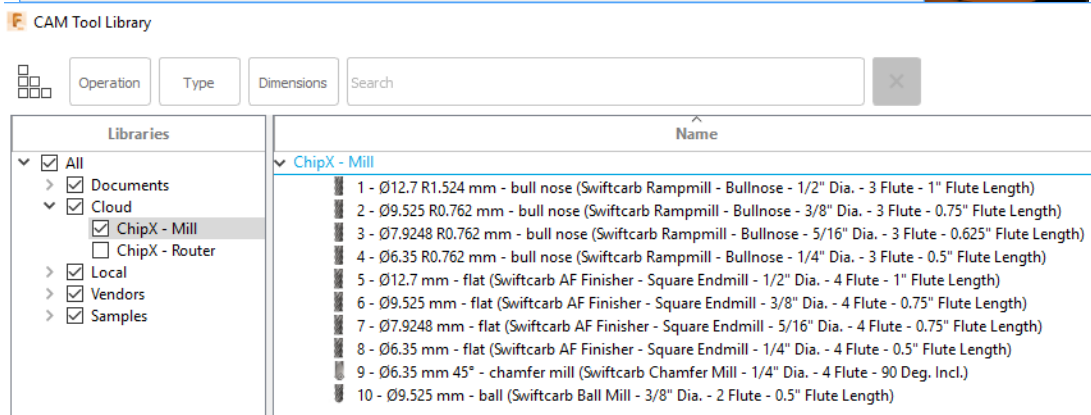 CAM Tool Library
Operation Type Dimensions Search
Libraries
Name
All
Documents
Cloud
ChipX - Mill
ChipX - Router
Local
Vendors
Samples
ChipX - Mill
1 - Ø12.7 R1.524 mm - bull nose (Swiftcarb Rampmill - Bullnose - 1/2" Dia. - 3 Flute - 1" Flute Length)
2 - Ø9.525 R0.762 mm - bull nose (Swiftcarb Rampmill - Bullnose - 3/8" Dia. - 3 Flute - 0.75" Flute Length)
3 - Ø7.9248 R0.762 mm - bull nose (Swiftcarb Rampmill - Bullnose - 5/16" Dia. - 3 Flute - 0.625" Flute Length)
4 - Ø6.35 R0.762 mm - bull nose (Swiftcarb Rampmill - Bullnose - 1/4" Dia. - 3 Flute - 0.5" Flute Length)
5 - Ø12.7 mm - flat (Swiftcarb AF Finisher - Square Endmill - 1/2" Dia. - 4 Flute - 1" Flute Length)
6 - Ø9.525 mm - flat (Swiftcarb AF Finisher - Square Endmill - 3/8" Dia. - 4 Flute - 0.75" Flute Length)
7 - Ø7.9248 mm - flat (Swiftcarb AF Finisher - Square Endmill - 5/16" Dia. - 4 Flute - 0.75" Flute Length)
8 - Ø6.35 mm - flat (Swiftcarb AF Finisher - Square Endmill - 1/4" Dia. - 4 Flute - 0.5" Flute Length)
9 - Ø6.35 mm 45° - chamfer mill (Swiftcarb Chamfer Mill - 1/4" Dia. - 4 Flute - 90 Deg. Incl.)
10 - Ø9.525 mm - ball (Swiftcarb Ball Mill - 3/8" Dia. - 2 Flute - 0.5" Flute Length)